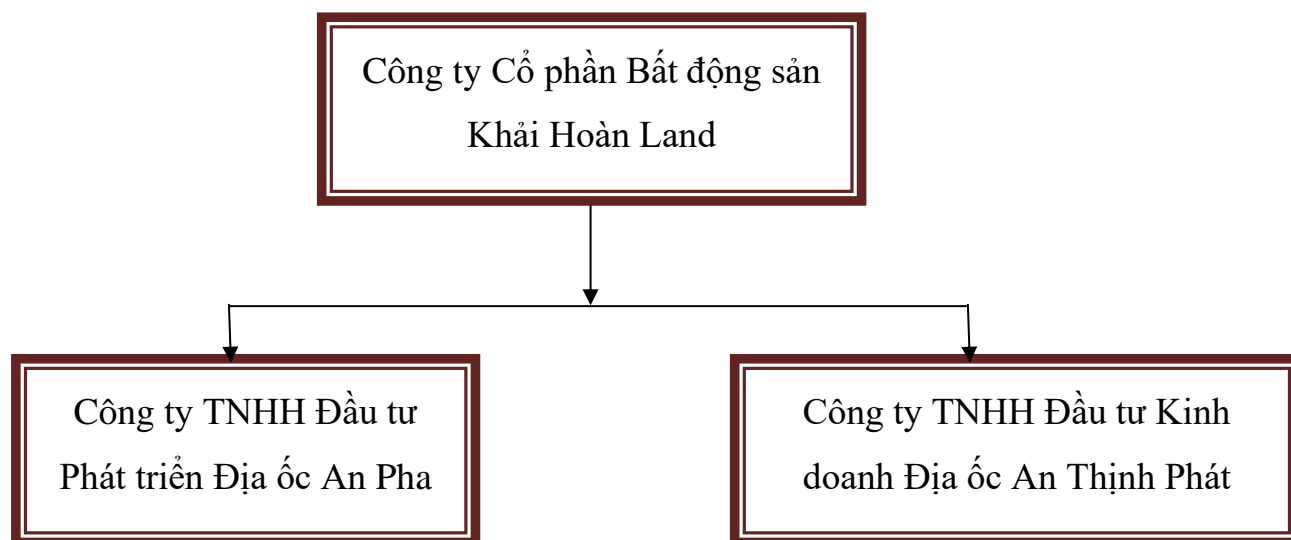 Công ty Cổ phần Bất động sản
Khải Hoàn Land
Công ty TNHH Đầu tư
Phát triển Địa ốc An Pha
Công ty TNHH Đầu tư Kinh
doanh Địa ốc An Thịnh Phát